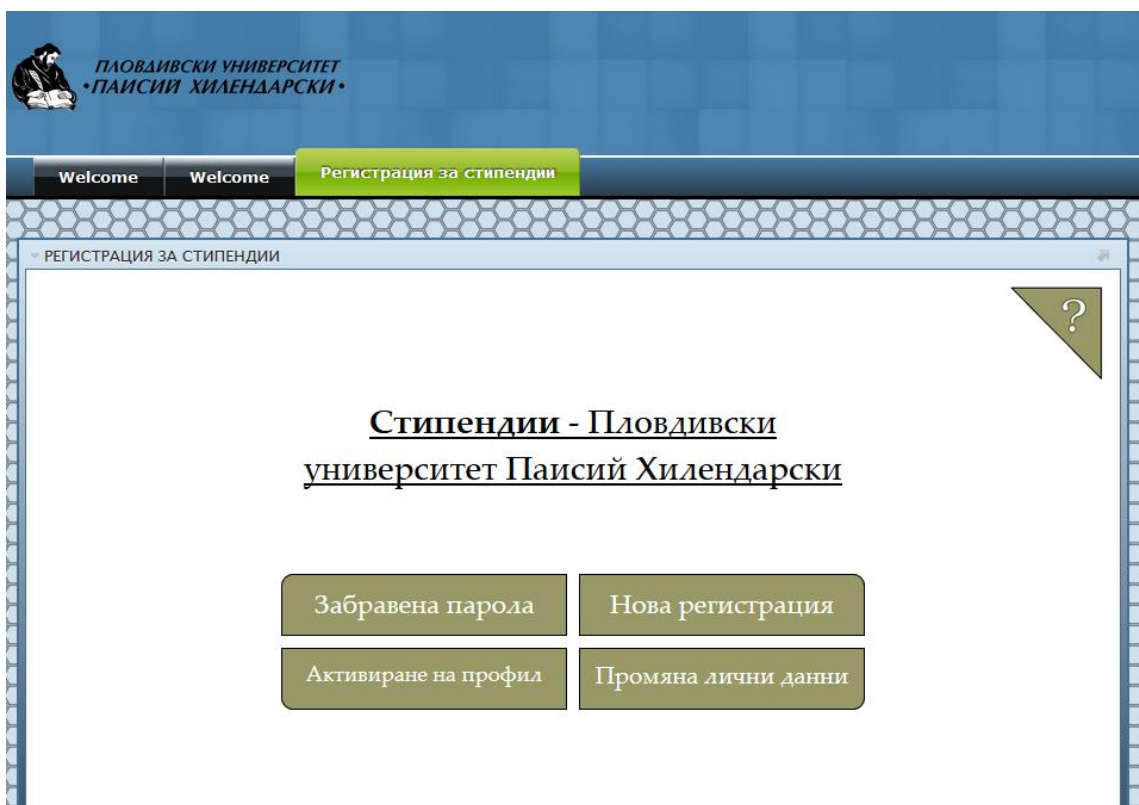 ПЛОВДИВСКИ УНИВЕРСИТЕТ
•ПАИСИЙ ХИЛЕНДАРСКИ•
Welcome Welcome Регистрация за стипендии
РЕГИСТРАЦИЯ ЗА СТИПЕНДИИ
?
Стипендии - Пловдивски
университет Паисий Хилендарски
Забравена парола Нова регистрация
Активиране на профил Промяна лични данни